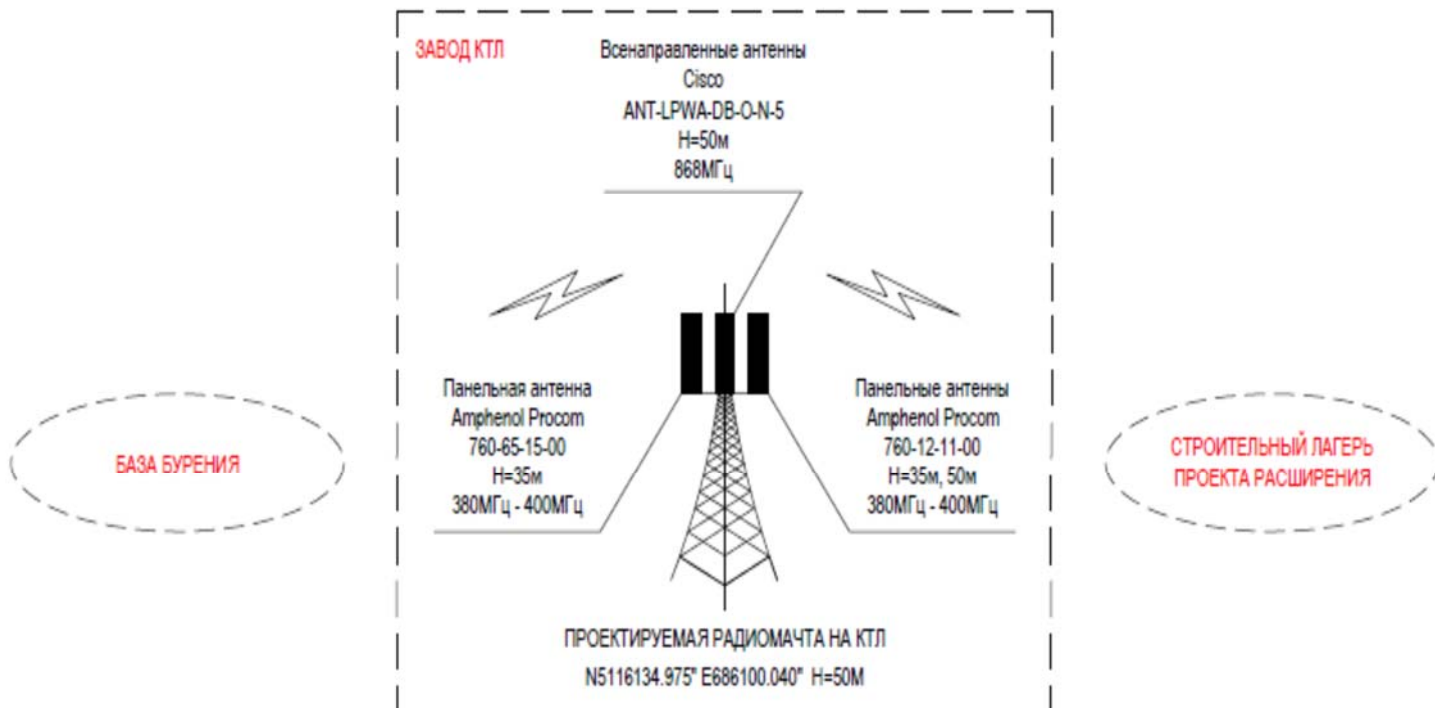 ЗАВОД КТЛ
Всенаправленные антенны
Cisco
ANT-LPWA-DB-O-N-5
H=50м
868МГц
Панельная антенна
Amphenol Procom
760-65-15-00
H=35м
380МГц - 400МГц
Панельные антенны
Amphenol Procom
760-12-11-00
H=35м, 50м
380МГц - 400МГц
БАЗА БУРЕНИЯ
СТРОИТЕЛЬНЫЙ ЛАГЕРЬ
ПРОЕКТА РАСШИРЕНИЯ
ПРОЕКТИРУЕМАЯ РАДИОМАЧТА НА КТЛ
N5116134.975" E686100.040" H=50М